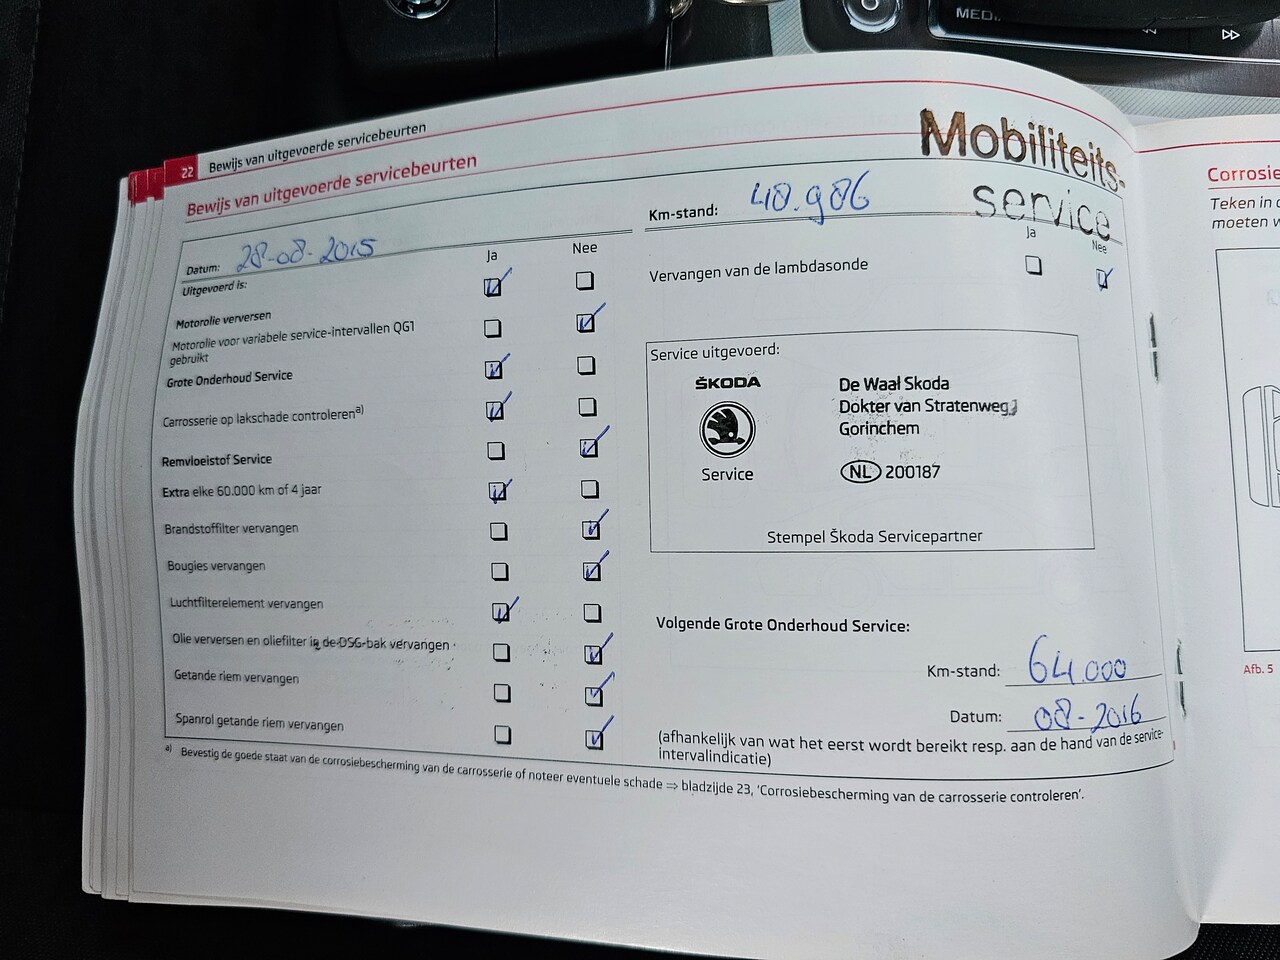 MEDI
22 Bewijs van uitgevoerde servicebeurten
Bewijs van uitgevoerde servicebeurten
Mobiliteits-
service
Datum: 28-08-2015
Ja Nee
Uitgevoerd is:
Motorolie verversen
Motorolie voor variabele service-intervallen QG1
gebruikt
Grote Onderhoud Service
Carrosserie op lakschade controleren a)
Remvloeistof Service
Extra elke 60.000 km of 4 jaar
Brandstoffilter vervangen
Bougies vervangen
Luchtfilterelement vervangen
Olie verversen en oliefilter in de DSG-bak vervangen
Getande riem vervangen
Spanrol getande riem vervangen
Km-stand: 48.986
Ja Nee
Vervangen van de lambdasonde
Service uitgevoerd:
ŠKODA
Service
De Waal Skoda
Dokter van Stratenweg
Gorinchem
NL 200187
Stempel Škoda Servicepartner
Volgende Grote Onderhoud Service:
Km-stand: 64.000
Datum: 08-2016
(afhankelijk van wat het eerst wordt bereikt resp. aan de hand van de service-
intervalindicatie)
a) Bevestig de goede staat van de corrosiebescherming van de carrosserie of noteer eventuele schade ⇒ bladzijde 23, 'Corrosiebescherming van de carrosserie controleren'.
Corrosie
Teken in
moeten
Afb. 5